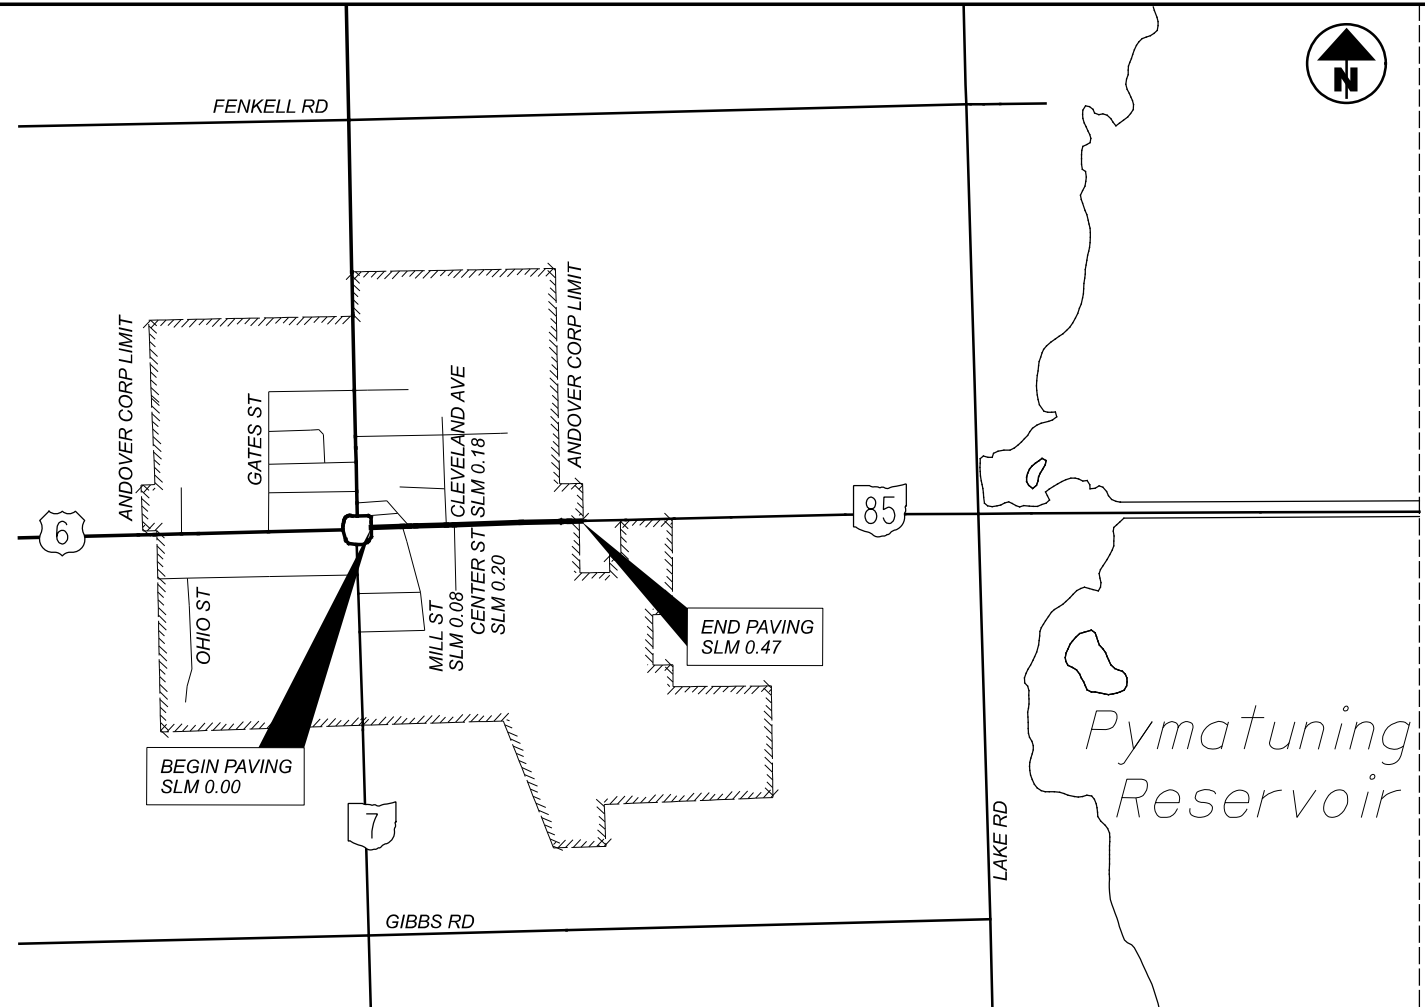 N
FENKELL RD
ANDOVER CORP LIMIT
GATES ST
CLEVELAND AVE
SLM 0.18
ANDOVER CORP LIMIT
6
85
OHIO ST
MILL ST
SLM 0.08
CENTER ST
SLM 0.20
END PAVING
SLM 0.47
BEGIN PAVING
SLM 0.00
Pymatuning
Reservoir
7
LAKE RD
GIBBS RD